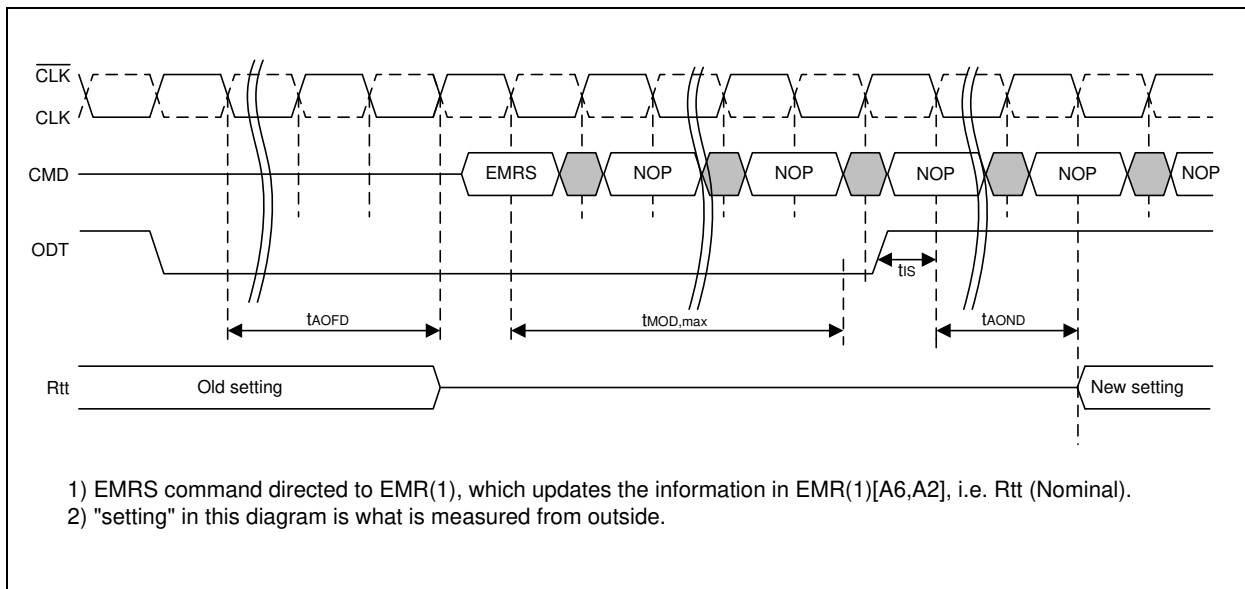 CLK
CLK
CMD EMRS NOP NOP NOP NOP NOP
ODT
tIS
tAOFD tMOD,max tAOND
Rtt Old setting New setting
1) EMRS command directed to EMR(1), which updates the information in EMR(1)[A6,A2], i.e. Rtt (Nominal).
2) "setting" in this diagram is what is measured from outside.